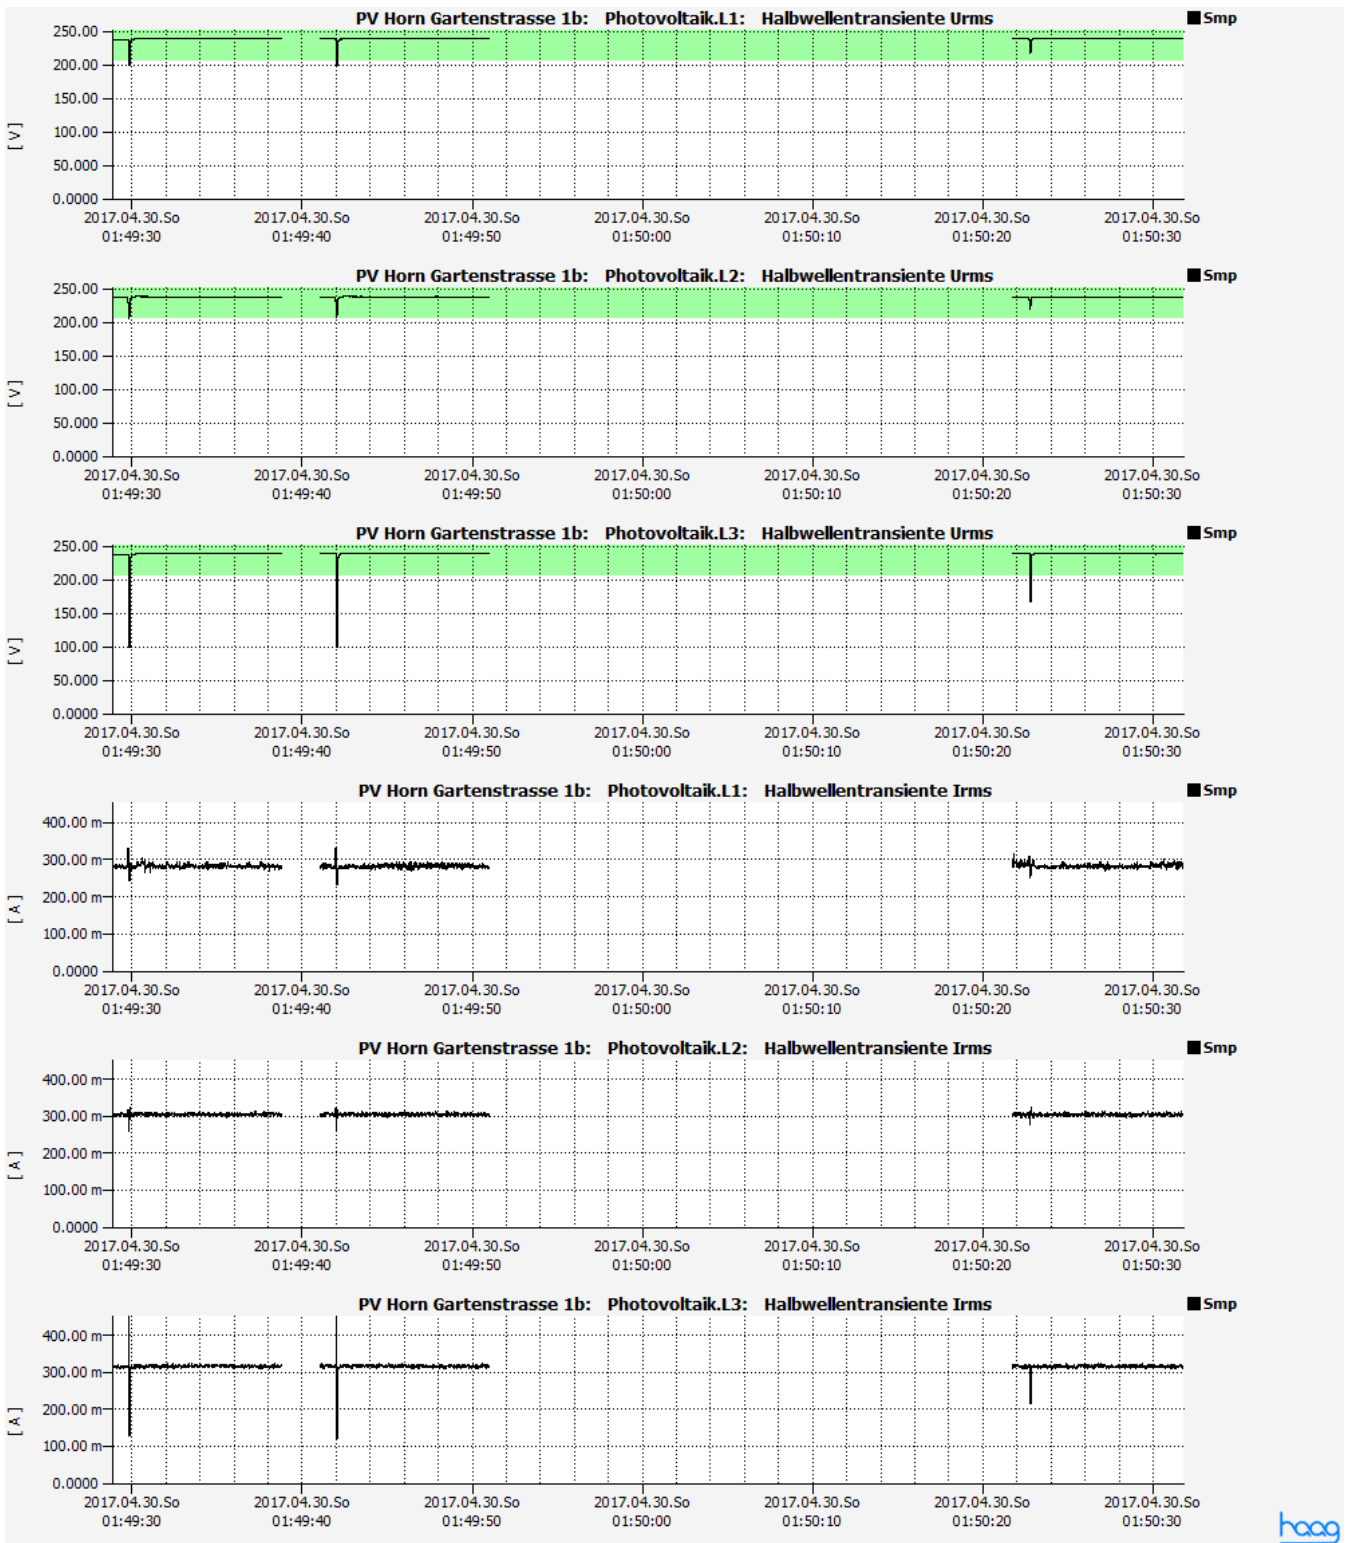 PV Horn Gartenstrasse 1b: Photovoltaik.L1: Halbwellentransiente Urms
Smp
250.00
200.00
150.00
100.00
50.000
0.0000
[ V ]
2017.04.30.So 2017.04.30.So 2017.04.30.So 2017.04.30.So 2017.04.30.So 2017.04.30.So 2017.04.30.So
01:49:30 01:49:40 01:49:50 01:50:00 01:50:10 01:50:20 01:50:30
PV Horn Gartenstrasse 1b: Photovoltaik.L2: Halbwellentransiente Urms
Smp
250.00
200.00
150.00
100.00
50.000
0.0000
[ V ]
2017.04.30.So 2017.04.30.So 2017.04.30.So 2017.04.30.So 2017.04.30.So 2017.04.30.So 2017.04.30.So
01:49:30 01:49:40 01:49:50 01:50:00 01:50:10 01:50:20 01:50:30
PV Horn Gartenstrasse 1b: Photovoltaik.L3: Halbwellentransiente Urms
Smp
250.00
200.00
150.00
100.00
50.000
0.0000
[ V ]
2017.04.30.So 2017.04.30.So 2017.04.30.So 2017.04.30.So 2017.04.30.So 2017.04.30.So 2017.04.30.So
01:49:30 01:49:40 01:49:50 01:50:00 01:50:10 01:50:20 01:50:30
PV Horn Gartenstrasse 1b: Photovoltaik.L1: Halbwellentransiente Irms
Smp
400.00 m
300.00 m
200.00 m
100.00 m
0.0000
[ A ]
2017.04.30.So 2017.04.30.So 2017.04.30.So 2017.04.30.So 2017.04.30.So 2017.04.30.So 2017.04.30.So
01:49:30 01:49:40 01:49:50 01:50:00 01:50:10 01:50:20 01:50:30
PV Horn Gartenstrasse 1b: Photovoltaik.L2: Halbwellentransiente Irms
Smp
400.00 m
300.00 m
200.00 m
100.00 m
0.0000
[ A ]
2017.04.30.So 2017.04.30.So 2017.04.30.So 2017.04.30.So 2017.04.30.So 2017.04.30.So 2017.04.30.So
01:49:30 01:49:40 01:49:50 01:50:00 01:50:10 01:50:20 01:50:30
PV Horn Gartenstrasse 1b: Photovoltaik.L3: Halbwellentransiente Irms
Smp
400.00 m
300.00 m
200.00 m
100.00 m
0.0000
[ A ]
2017.04.30.So 2017.04.30.So 2017.04.30.So 2017.04.30.So 2017.04.30.So 2017.04.30.So 2017.04.30.So
01:49:30 01:49:40 01:49:50 01:50:00 01:50:10 01:50:20 01:50:30
haag